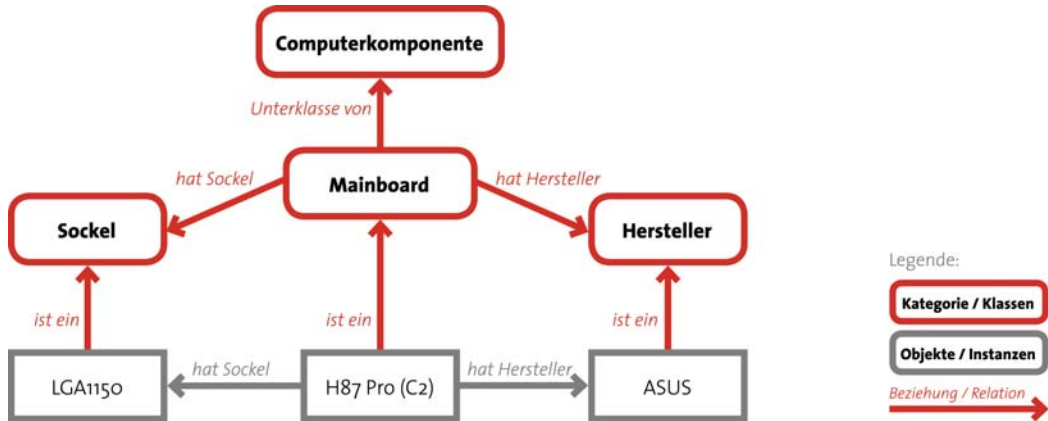 Computerkomponente
Unterklasse von
hat Sockel
Mainboard
hat Hersteller
Sockel
Hersteller
Legende:
Kategorie / Klassen
ist ein
ist ein
ist ein
Objekte / Instanzen
LGA1150
hat Sockel
H87 Pro (C2)
hat Hersteller
ASUS
Beziehung / Relation